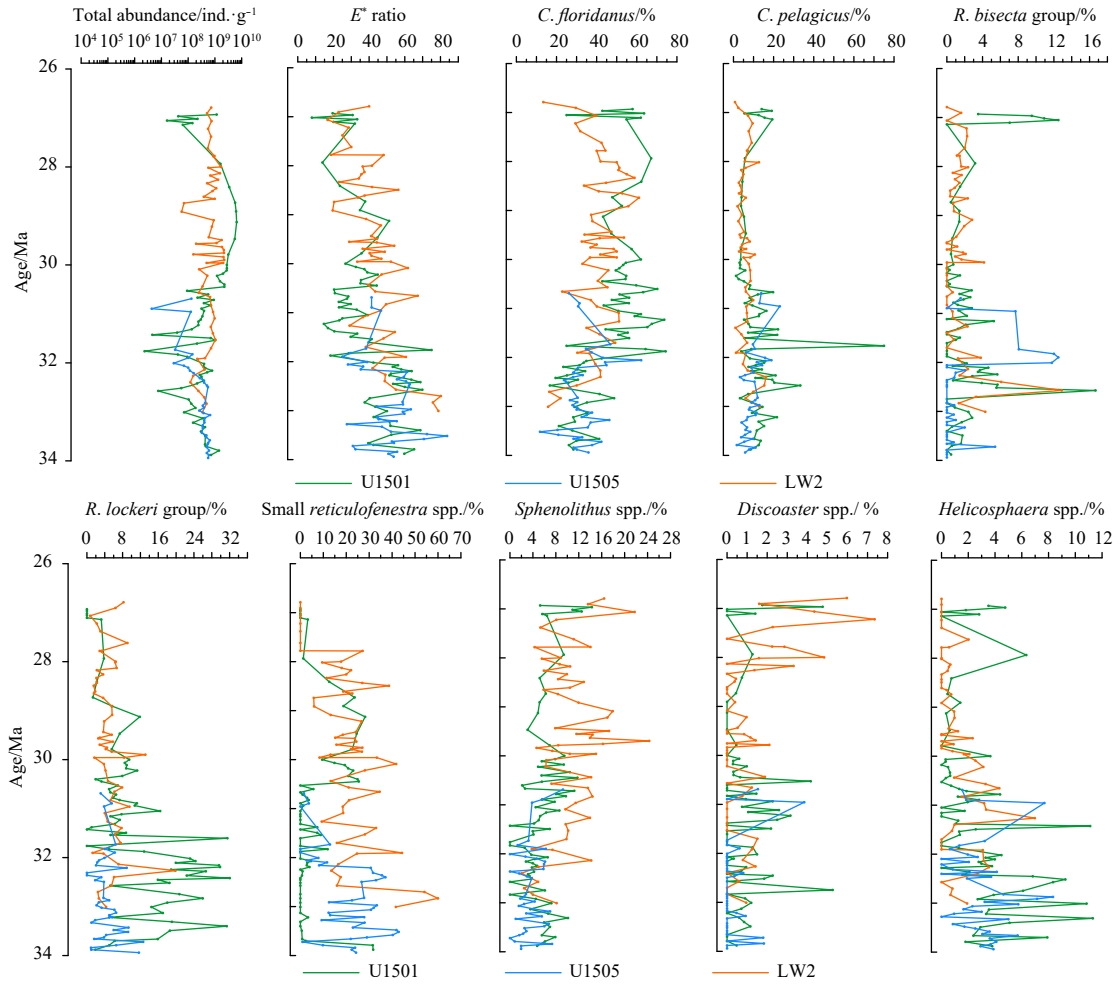 Total abundance/ind.·g⁻¹ E* ratio C. floridanus/% C. pelagicus/% R. bisecta group/%
10⁴ 10⁵ 10⁶ 10⁷ 10⁸ 10⁹ 10¹⁰ 0 20 40 60 80 0 20 40 60 80 0 20 40 60 80 0 4 8 12 16
26
28
30
32
34
Age/Ma
U1501 U1505 LW2
R. lockeri group/% Small reticulofenestra spp./% Sphenolithus spp./% Discoaster spp./ % Helicosphaera spp./%
0 8 16 24 32 36 0 10 20 30 40 50 60 70 0 4 8 12 16 20 24 28 0 1 2 3 4 5 6 7 8 0 2 4 6 8 10 12
26
28
30
32
34
Age/Ma
U1501 U1505 LW2